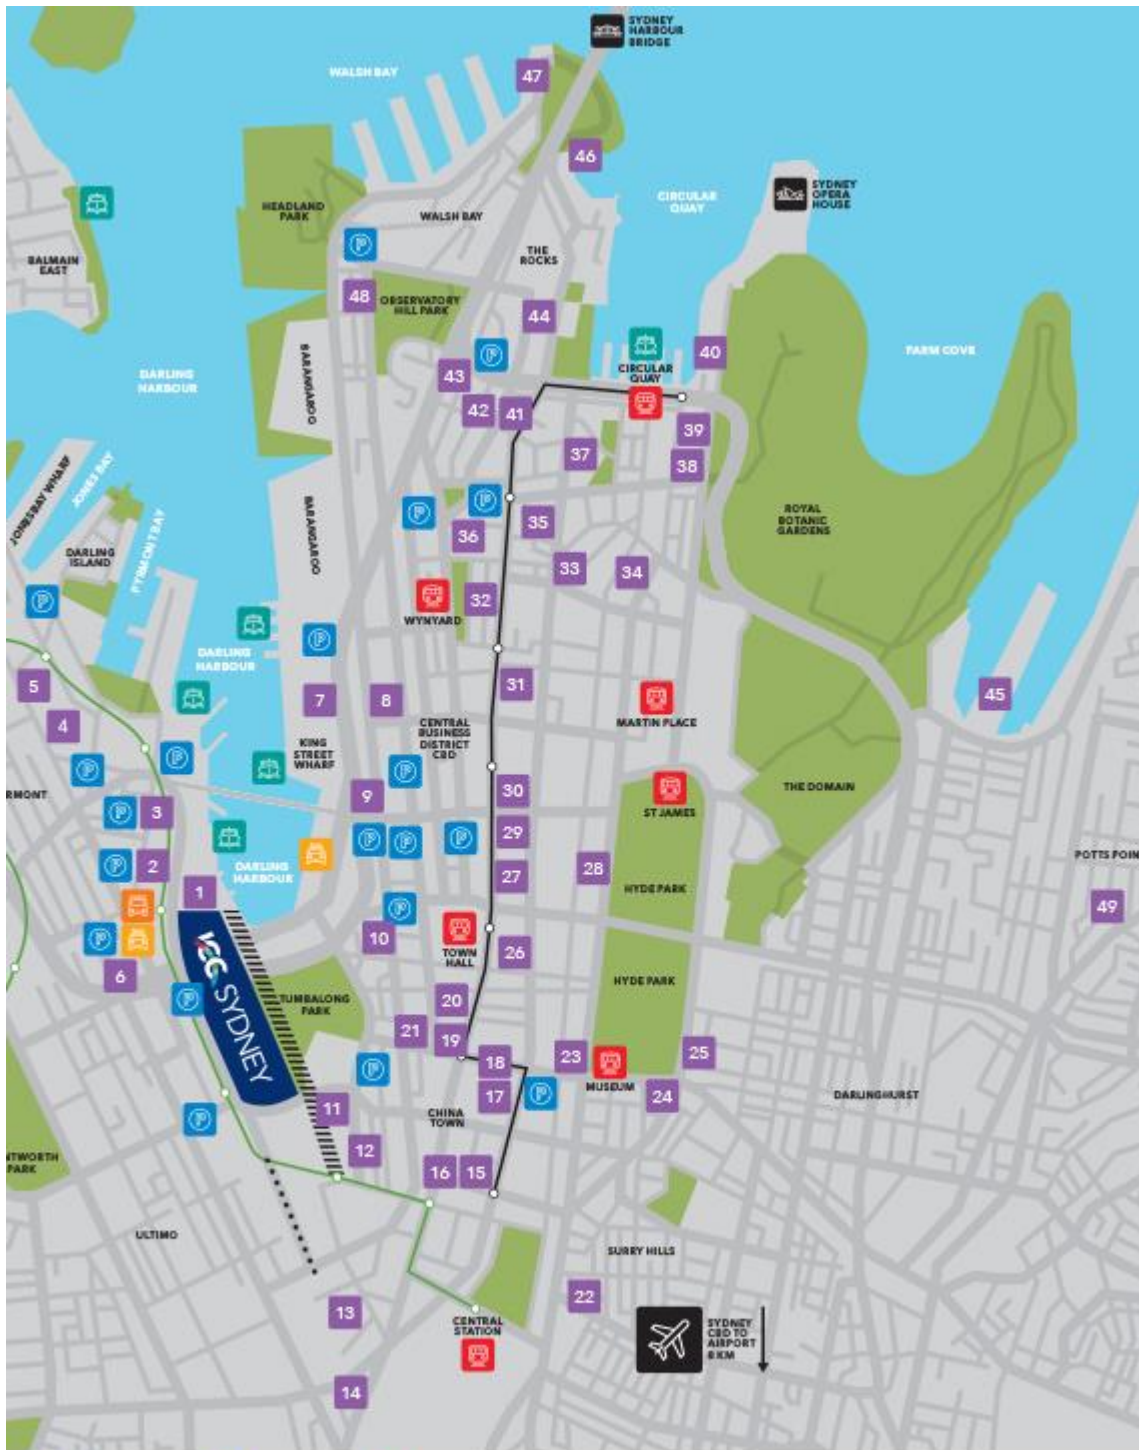 SYDNEY
HARBOUR
BRIDGE
WALSH BAY
47
46
SYDNEY
OPERA
HOUSE
CIRCULAR
QUAY
HEADLAND
PARK
WALSH BAY
THE
ROCKS
BALMAIN
EAST
P
48
OBSERVATORY
HILL PARK
44
40
FARM COVE
P
CIRCULAR
QUAY
43
DARLING
HARBOUR
BARANGAROO
42
41
39
37
38
JONES BAY WHARF
JONES BAY
P
P
35
36
ROYAL
BOTANIC
GARDENS
BARANGAROO
PYRMONT BAY
DARLING
ISLAND
33
34
P
32
WYNYARD
P
DARLING
HARBOUR
5
31
7
8
45
MARTIN PLACE
4
CENTRAL
BUSINESS
DISTRICT
CBD
KING
STREET
WHARF
P
P
P
RMONT
9
30
THE DOMAIN
ST JAMES
P
3
29
P
P
P
POTTS POIN
P
2
DARLING
HARBOUR
28
27
1
HYDE PARK
49
P
P
10
TOWN
HALL
26
6
HYDE PARK
ICC SYDNEY
P
TUMBALONG
PARK
20
21
19
18
23
25
P
MUSEUM
17
P
24
DARLINGHURST
11
P
CHINA
TOWN
12
NTWORTH
PARK
16
15
ULTIMO
SURRY HILLS
22
13
CENTRAL
STATION
SYDNEY
CBD TO
AIRPORT
8 KM
14